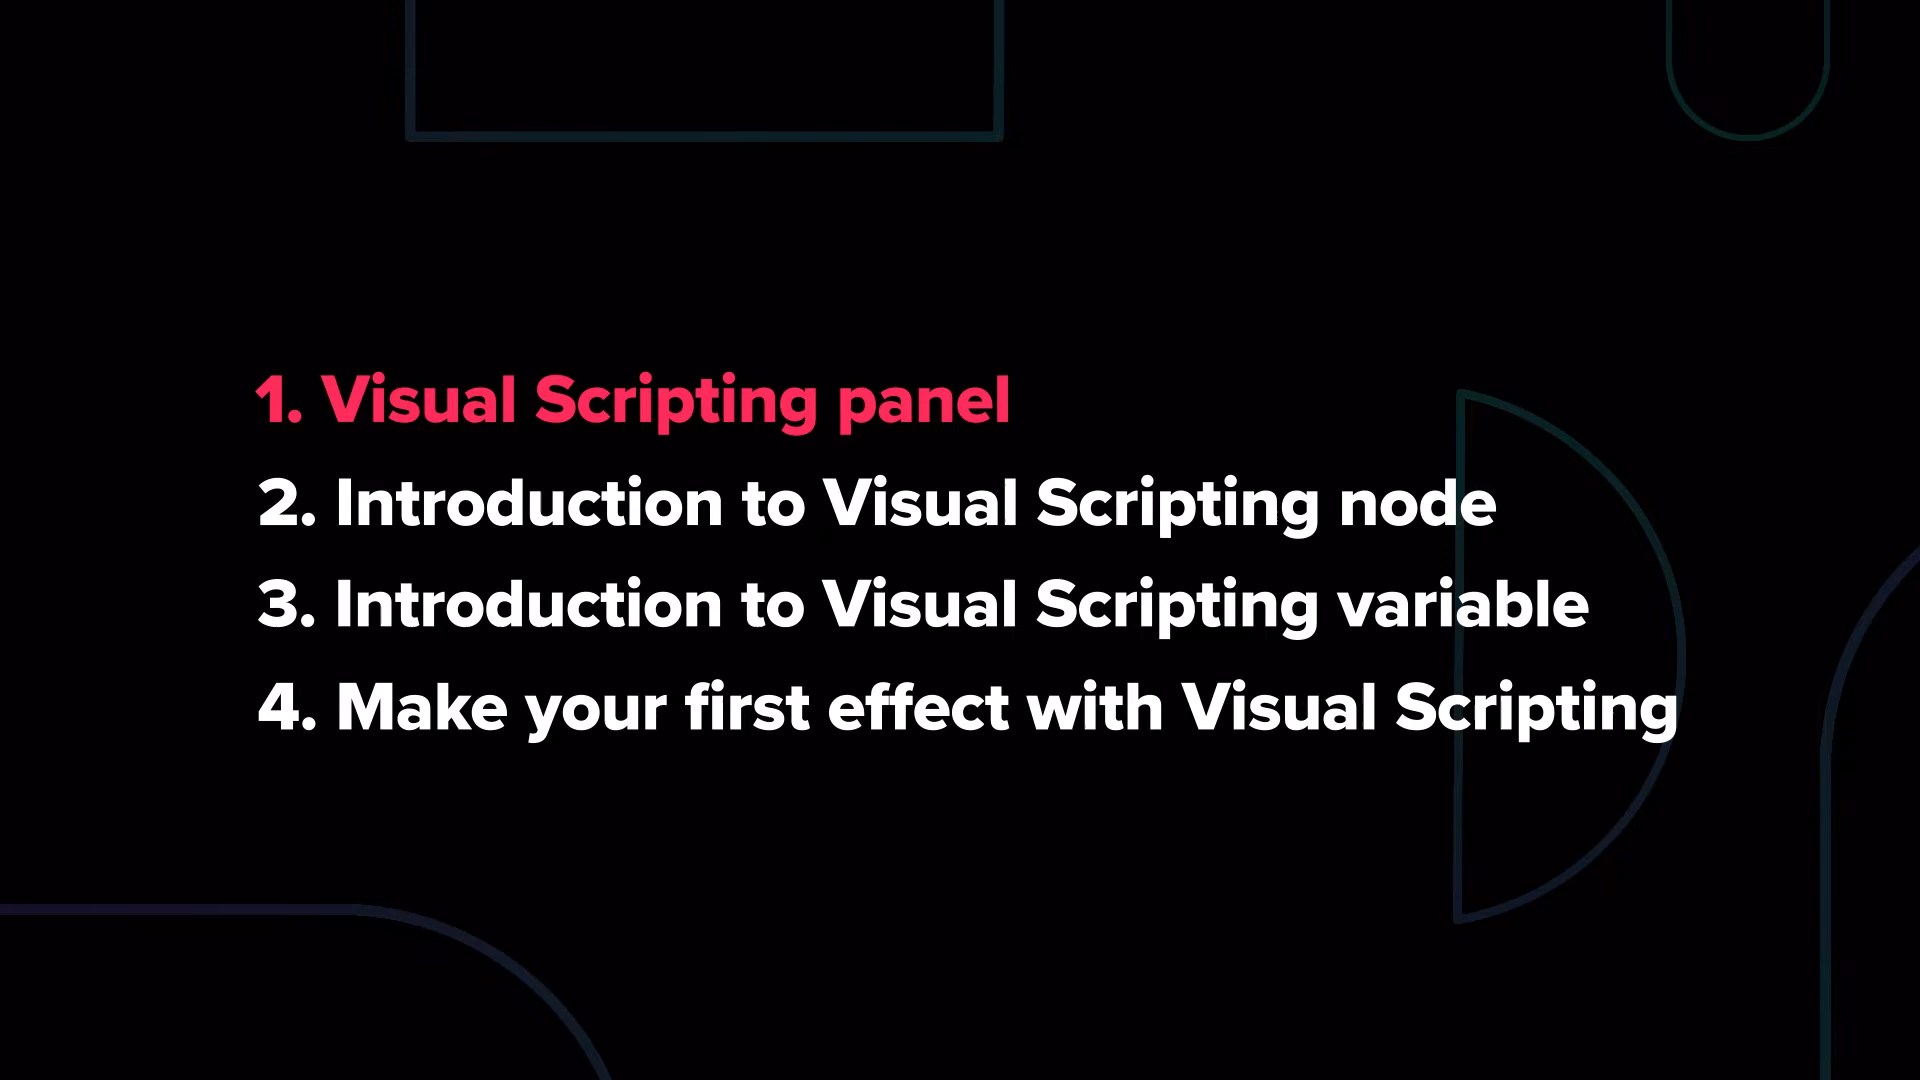 1. Visual Scripting panel
2. Introduction to Visual Scripting node
3. Introduction to Visual Scripting variable
4. Make your first effect with Visual Scripting